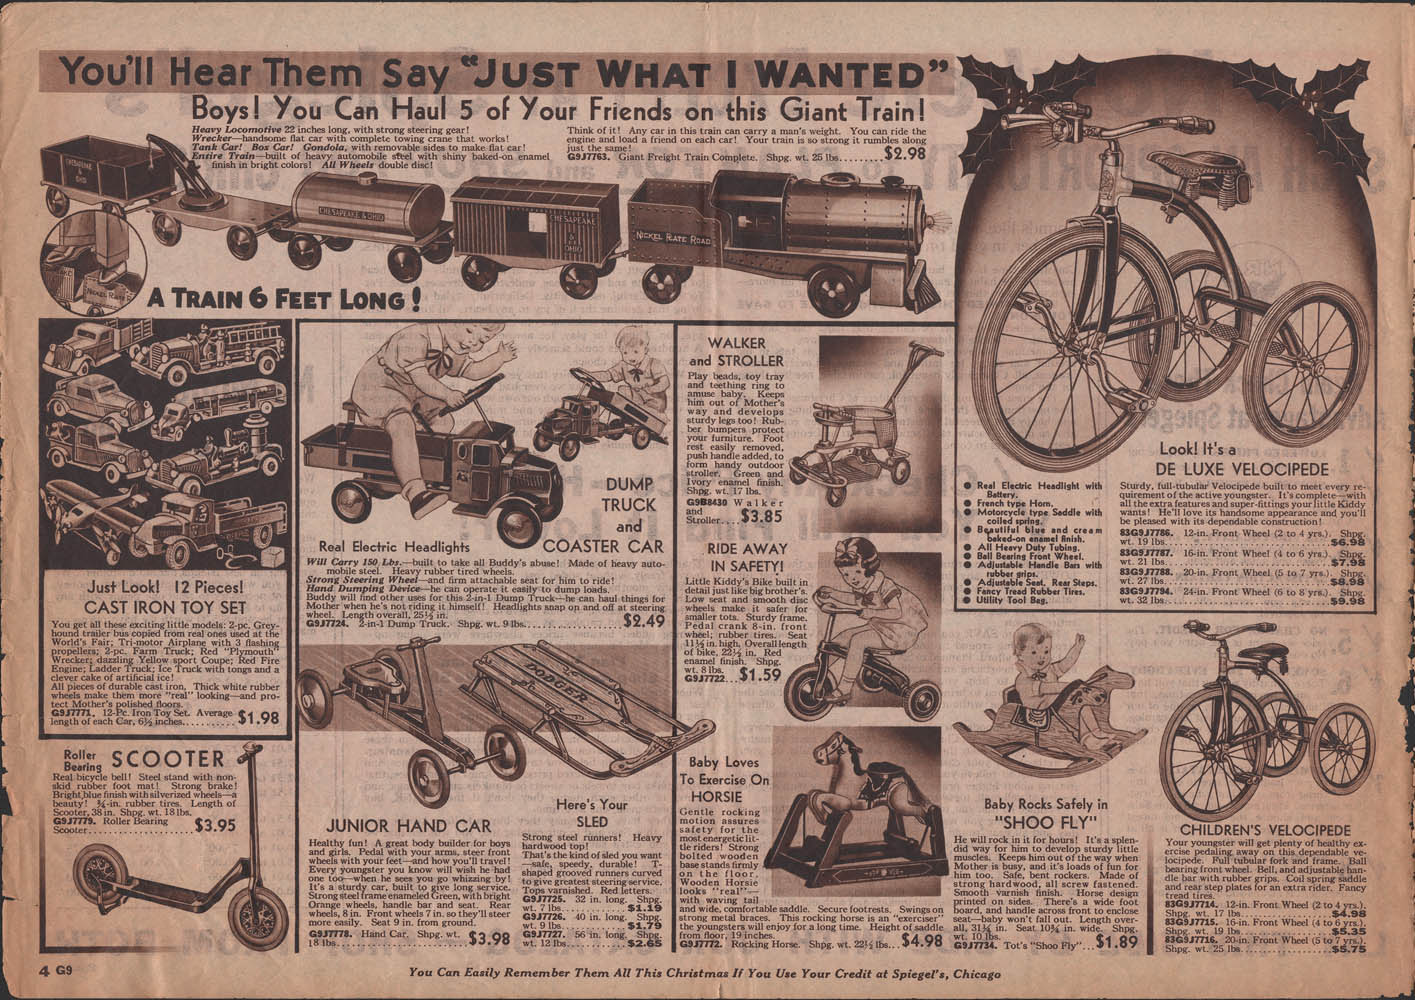 You'll Hear Them Say "JUST WHAT I WANTED"
Boys! You Can Haul 5 of Your Friends on this Giant Train!
Heavy Locomotive 22 inches long, with strong steering gear!
Wrecker—handsome flat car with complete towing crane that works!
Tank Car! Box Car! Gondola, with removable sides to make flat car!
Entire Train—built of heavy automobile steel with shiny baked-on enamel
finish in bright colors! All Wheels double disc!
Think of it! Any car in this train can carry a man's weight. You can ride the
engine and load a friend on each car! Your train is so strong it rumbles along
just the same!
G9J7763. Giant Freight Train Complete. Shpg. wt. 25 lbs.........$2.98
CHESAPEAKE & OHIO
CHESAPEAKE & OHIO
CHESAPEAKE & OHIO
NICKEL PLATE ROAD
A TRAIN 6 FEET LONG!
Just Look! 12 Pieces!
CAST IRON TOY SET
You get all these exciting little models: 2-pc. Grey-
hound trailer bus copied from real ones used at the
World's Fair; Tri-motor Airplane with 3 flashing
propellers; 2-pc. Farm Truck; Red "Plymouth"
Wrecker; dazzling Yellow sport Coupe; Red Fire
Engine; Ladder Truck; Ice Truck with tongs and a
clever cake of artificial ice!
All pieces of durable cast iron. Thick white rubber
wheels make them more "real" looking—and pro-
tect Mother's polished floors.
G9J7771. 12-Pc. Iron Toy Set. Average
length of each Car, 6½ inches........... $1.98
Roller
Bearing SCOOTER
Real bicycle bell! Steel stand with non-
skid rubber foot mat! Strong brake!
Bright blue finish with silverized wheels—a
beauty! ¾-in. rubber tires. Length of
Scooter, 38 in. Shpg. wt. 18 lbs.
G9J7779. Roller Bearing
Scooter.................... $3.95
DUMP
TRUCK
and
COASTER CAR
Real Electric Headlights
Will Carry 150 Lbs.—built to take all Buddy's abuse! Made of heavy auto-
mobile steel. Heavy rubber tired wheels.
Strong Steering Wheel—and firm attachable seat for him to ride!
Hand Dumping Device—he can operate it easily to dump loads.
Buddy will find other uses for this 2-in-1 Dump Truck—he can haul things for
Mother when he's not riding it himself! Headlights snap on and off at steering
wheel. Length overall, 25½ in.
G9J7724. 2-in-1 Dump Truck. Shpg. wt. 9 lbs............................... $2.49
DODGER
JUNIOR HAND CAR
Healthy fun! A great body builder for boys
and girls. Pedal with your arms, steer front
wheels with your feet—and how you'll travel!
Every youngster you know will wish he had
one too—when he sees you go whizzing by!
It's a sturdy car, built to give long service.
Strong steel frame enameled Green, with bright
Orange wheels, handle bar and seat. Rear
wheels, 8 in. Front wheels 7 in. so they'll steer
more easily. Seat 9 in. from ground.
G9J7778. Hand Car. Shpg. wt.
18 lbs......................... $3.98
Here's Your
SLED
Strong steel runners! Heavy
hardwood top!
That's the kind of sled you want
—safe, speedy, durable! T-
shaped grooved runners curved
to give greatest steering service.
Tops varnished. Red letters.
G9J7725. 32 in. long. Shpg.
wt. 7 lbs................$1.19
G9J7726. 40 in. long. Shpg.
wt. 9 lbs................$1.79
G9J7727. 56 in. long. Shpg.
wt. 12 lbs...............$2.65
WALKER
and STROLLER
Play beads, toy tray
and teething ring to
amuse baby. Keeps
him out of Mother's
way and develops
sturdy legs too! Rub-
ber bumpers protect
your furniture. Foot
rest easily removed,
push handle added, to
form handy outdoor
stroller. Green and
Ivory enamel finish.
Shpg. wt. 17 lbs.
G9B8430 Walker
and
Stroller.... $3.85
RIDE AWAY
IN SAFETY!
Little Kiddy's Bike built in
detail just like big brother's.
Low seat and smooth disc
wheels make it safer for
smaller tots. Sturdy frame.
Pedal crank 8-in. front
wheel; rubber tires. Seat
11½ in. high. Overall length
of bike, 22½ in. Red
enamel finish. Shpg.
wt. 8 lbs.
G9J7722... $1.59
Baby Loves
To Exercise On
HORSIE
Gentle rocking
motion assures
safety for the
most energetic lit-
tle riders! Strong
bolted wooden
base stands firmly
on the floor.
Wooden Horsie
looks "real"—
with waving tail
and wide, comfortable saddle. Secure footrests. Swings on
strong metal braces. This rocking horse is an "exerciser"
the youngsters will enjoy for a long time. Height of saddle
from floor, 19 inches.
G9J7772. Rocking Horse. Shpg. wt. 22½ lbs... $4.98
Baby Rocks Safely in
"SHOO FLY"
He will rock in it for hours! It's a splen-
did way for him to develop sturdy little
muscles. Keeps him out of the way when
Mother is busy, and it's loads of fun for
him too. Safe, bent rockers. Made of
strong hardwood, all screw fastened.
Smooth varnish finish. Horse design
printed on sides. There's a wide foot
board, and handle across front to enclose
seat—baby won't fall out. Length over-
all, 31¼ in. Seat 10¾ in. wide. Shpg.
wt. 10 lbs.
G9J7734. Tot's "Shoo Fly"... $1.89
Look! It's a
DE LUXE VELOCIPEDE
Real Electric Headlight with
Battery.
French type Horn.
Motorcycle type Saddle with
coiled spring.
Beautiful blue and cream
baked-on enamel finish.
All Heavy Duty Tubing.
Ball Bearing Front Wheel.
Adjustable Handle Bars with
rubber grips.
Adjustable Seat. Rear Steps.
Fancy Tread Rubber Tires.
Utility Tool Bag.
Sturdy, full-tubular Velocipede built to meet every re-
quirement of the active youngster. It's complete—with
all the extra features and super-fittings your little Kiddy
wants! He'll love its handsome appearance and you'll
be pleased with its dependable construction!
83G9J7786. 12-in. Front Wheel (2 to 4 yrs.). Shpg.
wt. 19 lbs.................................$6.98
83G9J7787. 16-in. Front Wheel (4 to 6 yrs.). Shpg.
wt. 21 lbs.................................$7.98
83G9J7788. 20-in. Front Wheel (5 to 7 yrs.). Shpg.
wt. 27 lbs.................................$8.98
83G9J7794. 24-in. Front Wheel (6 to 8 yrs.). Shpg.
wt. 32 lbs.................................$9.98
CHILDREN'S VELOCIPEDE
Your youngster will get plenty of healthy ex-
ercise pedaling away on this dependable ve-
locipede. Full tubular fork and frame. Ball
bearing front wheel. Bell, and adjustable han-
dle bar with rubber grips. Coil spring saddle
and rear step plates for an extra rider. Fancy
tread tires.
83G9J7714. 12-in. Front Wheel (2 to 4 yrs.).
Shpg. wt. 17 lbs....................$4.98
83G9J7715. 16-in. Front Wheel (4 to 6 yrs.).
Shpg. wt. 19 lbs....................$5.35
83G9J7716. 20-in. Front Wheel (5 to 7 yrs.).
Shpg. wt. 25 lbs....................$5.75
4 G9
You Can Easily Remember Them All This Christmas If You Use Your Credit at Spiegel's, Chicago